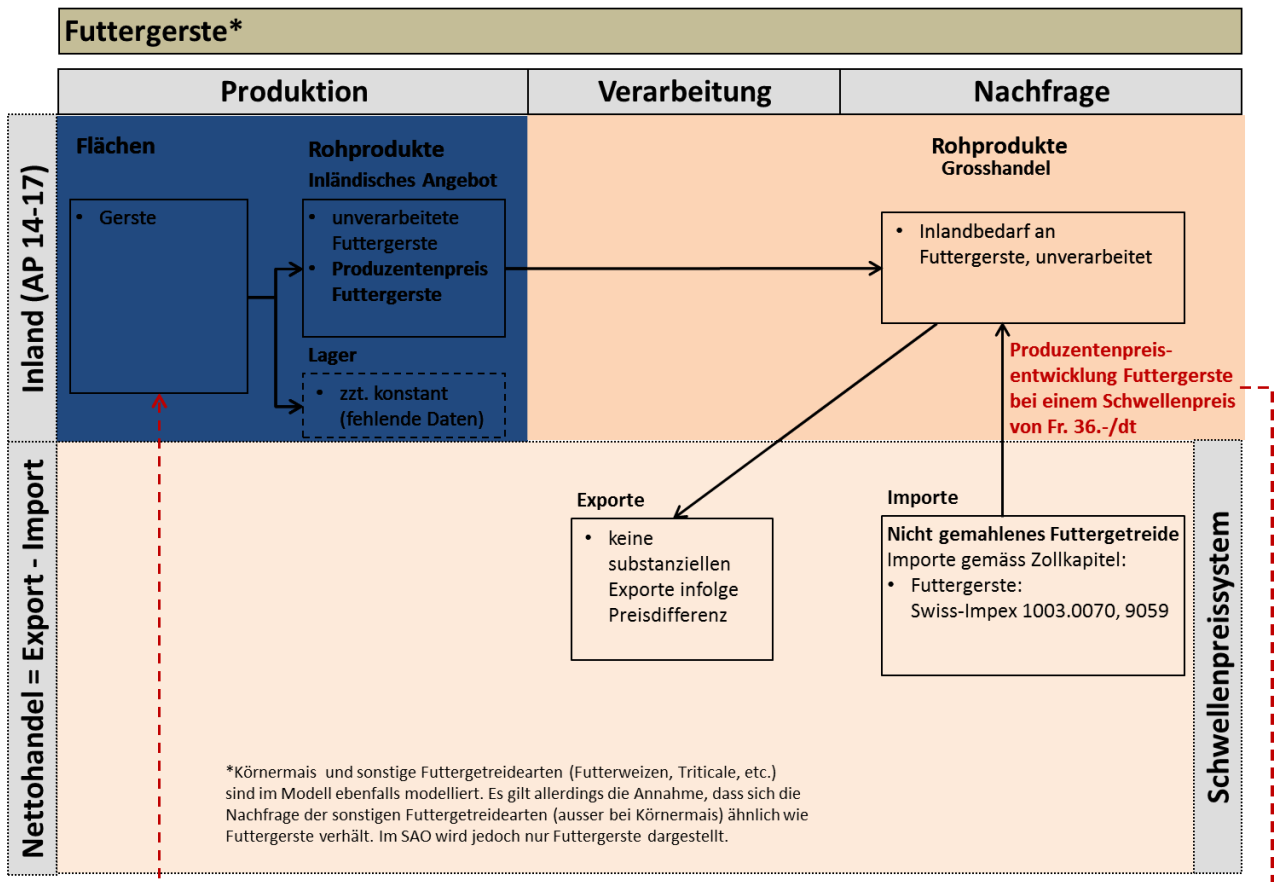 Futtergerste*
Produktion
Verarbeitung
Nachfrage
Inland (AP 14-17)
Flächen
• Gerste
Rohprodukte
Inländisches Angebot
• unverarbeitete
Futtergerste
• Produzentenpreis
Futtergerste
Lager
• zzt. konstant
(fehlende Daten)
Rohprodukte
Grosshandel
• Inlandbedarf an
Futtergerste, unverarbeitet
Produzentenpreis-
entwicklung Futtergerste
bei einem Schwellenpreis
von Fr. 36.-/dt
Nettohandel = Export - Import
Exporte
• keine
substanziellen
Exporte infolge
Preisdifferenz
Importe
Nicht gemahlenes Futtergetreide
Importe gemäss Zollkapitel:
• Futtergerste:
Swiss-Impex 1003.0070, 9059
Schwellenpreissystem
*Körnermais und sonstige Futtergetreidearten (Futterweizen, Triticale, etc.)
sind im Modell ebenfalls modelliert. Es gilt allerdings die Annahme, dass sich die
Nachfrage der sonstigen Futtergetreidearten (ausser bei Körnermais) ähnlich wie
Futtergerste verhält. Im SAO wird jedoch nur Futtergerste dargestellt.